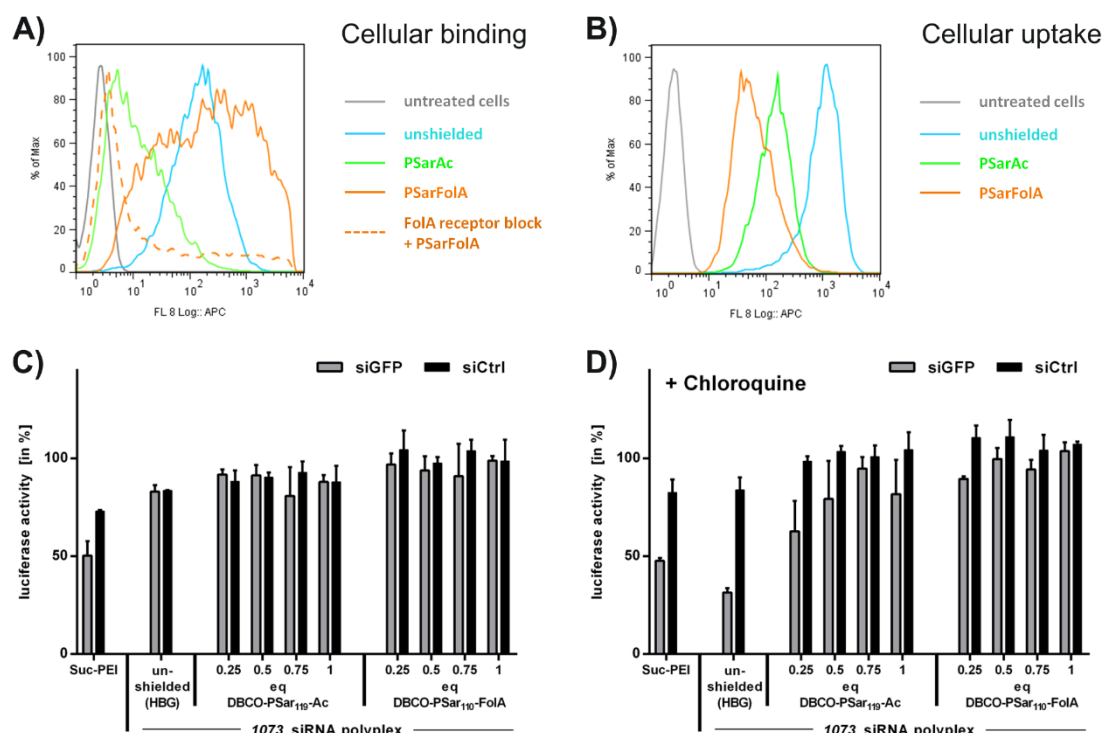 A) Cellular binding
100
80
60
40
20
0
% of Max
10^0 10^1 10^2 10^3 10^4
FL 8 Log:: APC
untreated cells
unshielded
PSarAc
PSarFolA
FolA receptor block
+ PSarFolA
B) Cellular uptake
100
80
60
40
20
0
% of Max
10^0 10^1 10^2 10^3 10^4
FL 8 Log:: APC
untreated cells
unshielded
PSarAc
PSarFolA
C) siGFP siCtrl
luciferase activity [in %]
100
50
0
Suc-PEI
un-
shielded
(HBG)
0.25 0.5 0.75 1
eq
DBCO-PSar119-Ac
0.25 0.5 0.75 1
eq
DBCO-PSar110-FolA
1073 siRNA polyplex
D) siGFP siCtrl
+ Chloroquine
luciferase activity [in %]
100
50
0
Suc-PEI
un-
shielded
(HBG)
0.25 0.5 0.75 1
eq
DBCO-PSar119-Ac
0.25 0.5 0.75 1
eq
DBCO-PSar110-FolA
1073 siRNA polyplex